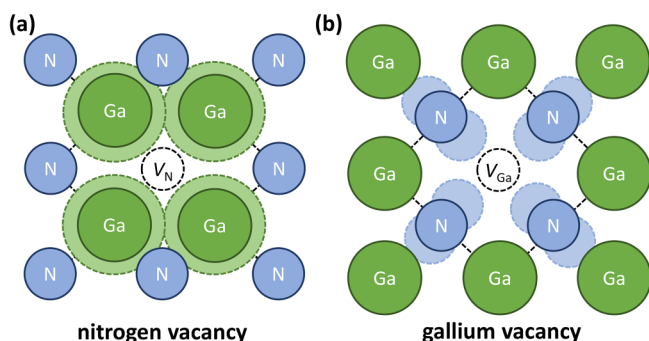 (a)
N N N
Ga Ga
N V_N N
Ga Ga
N N N
nitrogen vacancy
(b)
Ga Ga Ga
N N
Ga V_Ga Ga
N N
Ga Ga Ga
gallium vacancy